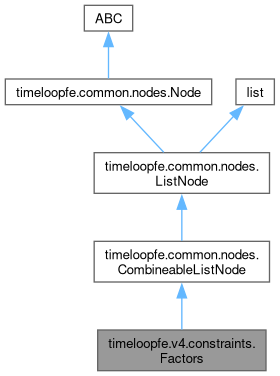 ABC
timeloopfe.common.nodes.Node
list
timeloopfe.common.nodes.
ListNode
timeloopfe.common.nodes.
CombineableListNode
timeloopfe.v4.constraints.
Factors